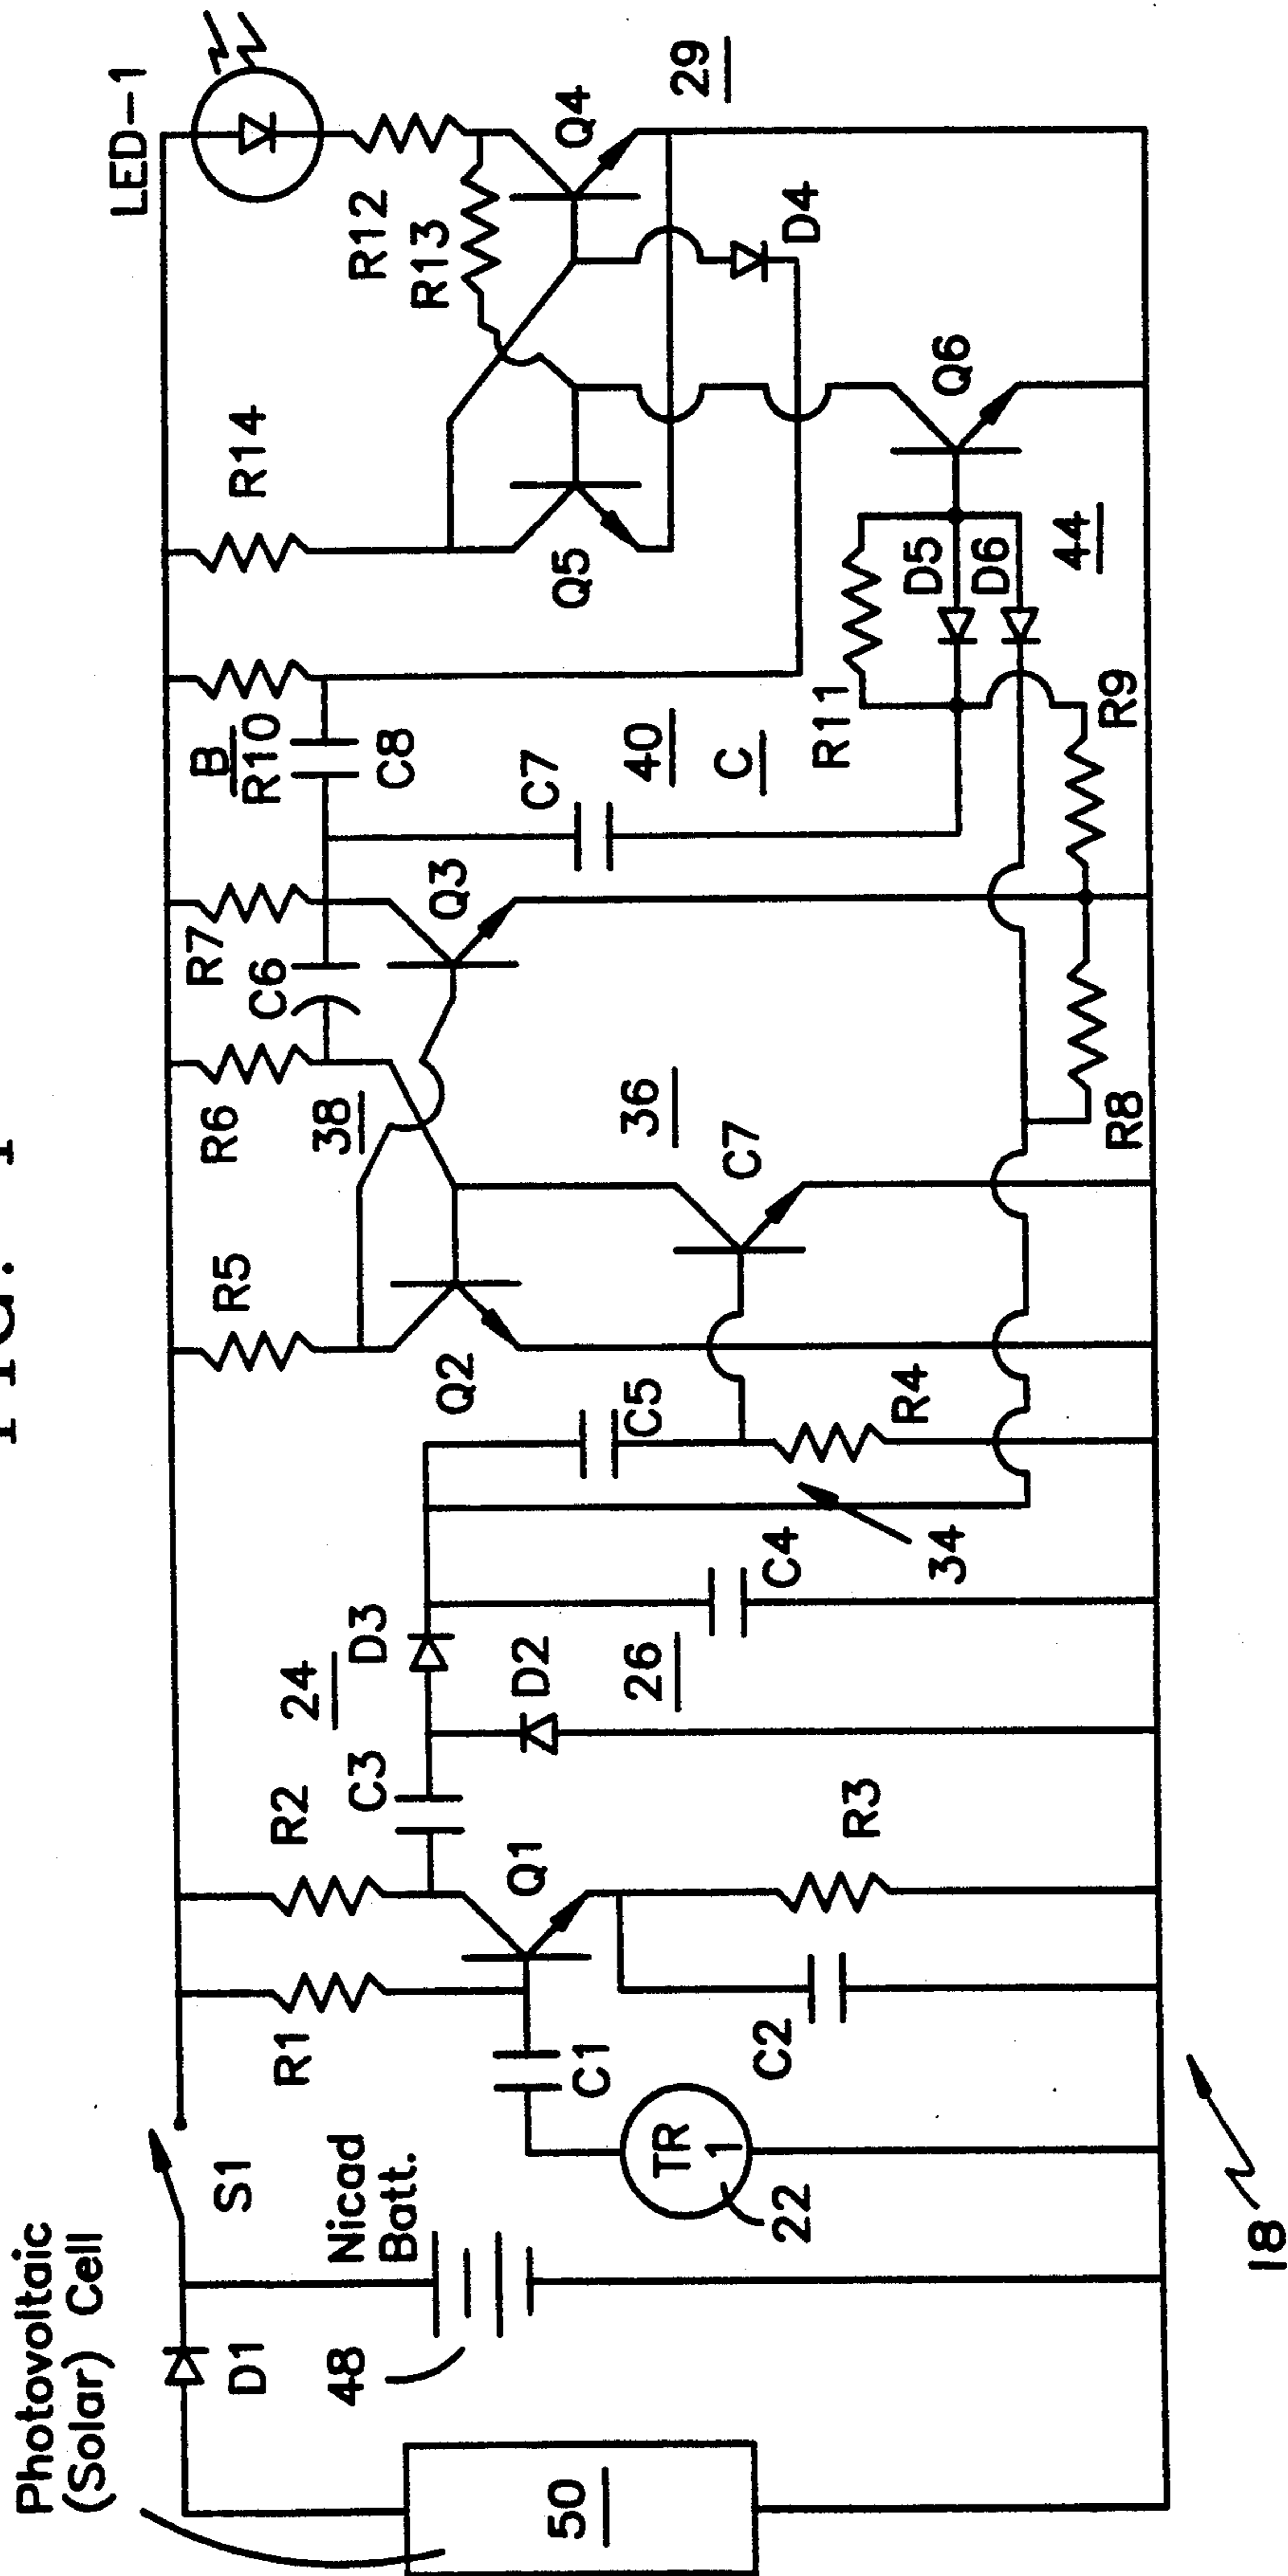 FIG. 1
Photovoltaic
(Solar) Cell
LED-1
D1
S1
R1
R2
24
D3
R5
R6
R7
B
R10
R14
C3
38
C6
C8
R12
R13
Nicad
Batt.
48
50
Q1
D2
Q2
Q3
C7
Q5
Q4
C1
TR
1
22
26
C5
36
40
C
29
C2
R3
C4
34
R4
C7
R11
D5
D6
D4
Q6
44
R8
R9
18